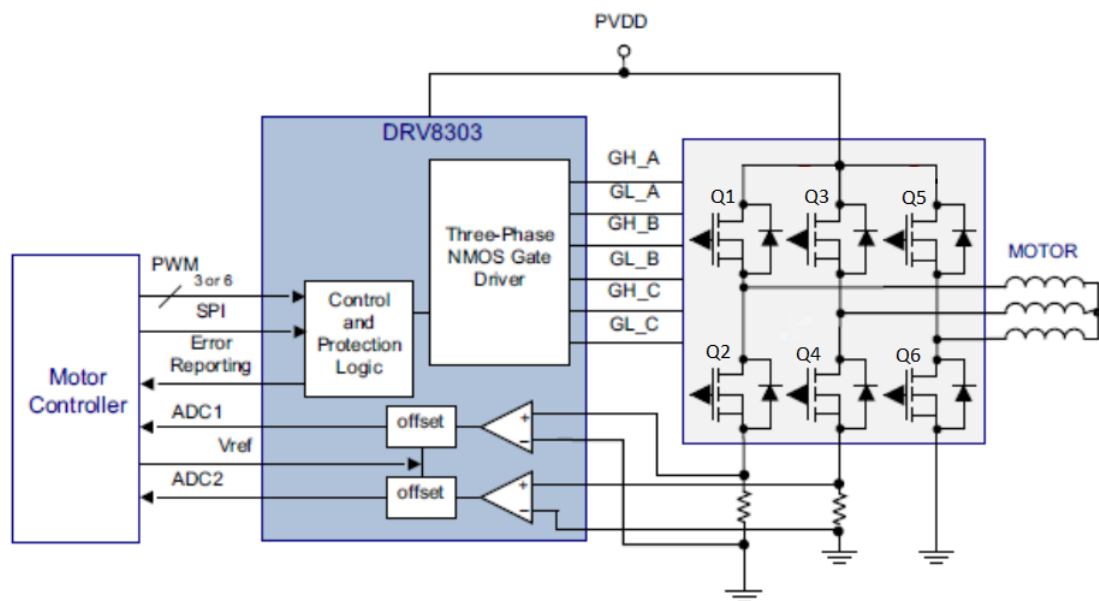 PVDD
DRV8303
GH_A
GL_A
GH_B
GL_B
GH_C
GL_C
Three-Phase
NMOS Gate
Driver
Q1
Q3
Q5
MOTOR
PWM
3 or 6
SPI
Error
Reporting
Control
and
Protection
Logic
Motor
Controller
Q2
Q4
Q6
ADC1
offset
+
−
Vref
ADC2
offset
+
−